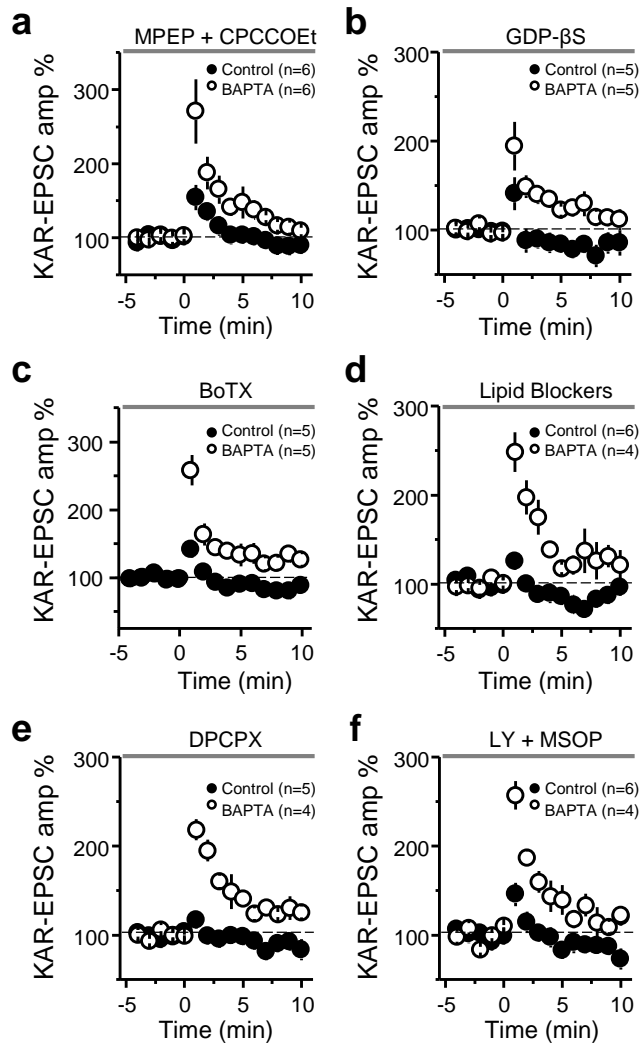 a
MPEP + CPCCOEt
Control (n=6)
BAPTA (n=6)
KAR-EPSC amp %
300
200
100
-5
0
5
10
Time (min)
b
GDP-βS
Control (n=5)
BAPTA (n=5)
KAR-EPSC amp %
300
200
100
-5
0
5
10
Time (min)
c
BoTX
Control (n=5)
BAPTA (n=5)
KAR-EPSC amp %
300
200
100
-5
0
5
10
Time (min)
d
Lipid Blockers
Control (n=6)
BAPTA (n=4)
KAR-EPSC amp %
300
200
100
-5
0
5
10
Time (min)
e
DPCPX
Control (n=5)
BAPTA (n=4)
KAR-EPSC amp %
300
200
100
-5
0
5
10
Time (min)
f
LY + MSOP
Control (n=6)
BAPTA (n=4)
KAR-EPSC amp %
300
200
100
-5
0
5
10
Time (min)